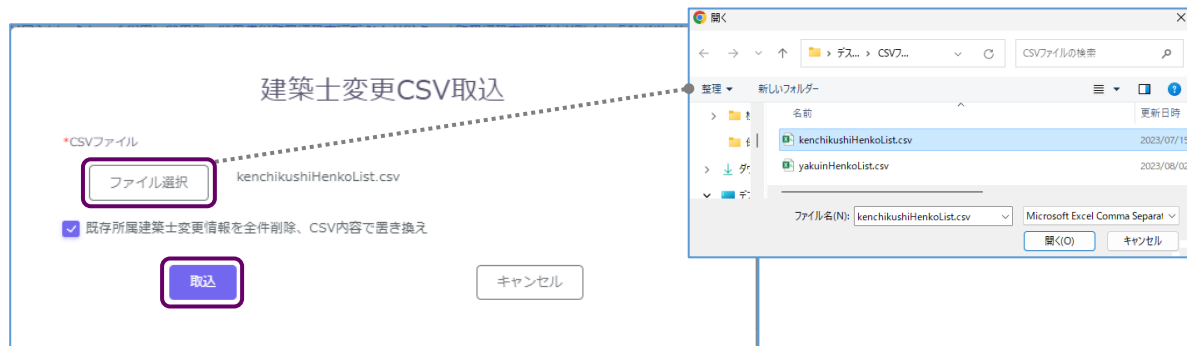 建築士変更CSV取込
*CSVファイル
ファイル選択
kenchikushiHenkoList.csv
既存所属建築士変更情報を全件削除、CSV内容で置き換え
取込
キャンセル
開く
デス... › CSVフ...
CSVファイルの検索
整理
新しいフォルダー
名前
更新日時
kenchikushiHenkoList.csv
2023/07/19
yakuinHenkoList.csv
2023/08/02
ファイル名(N):
kenchikushiHenkoList.csv
Microsoft Excel Comma Separat
開く(O)
キャンセル